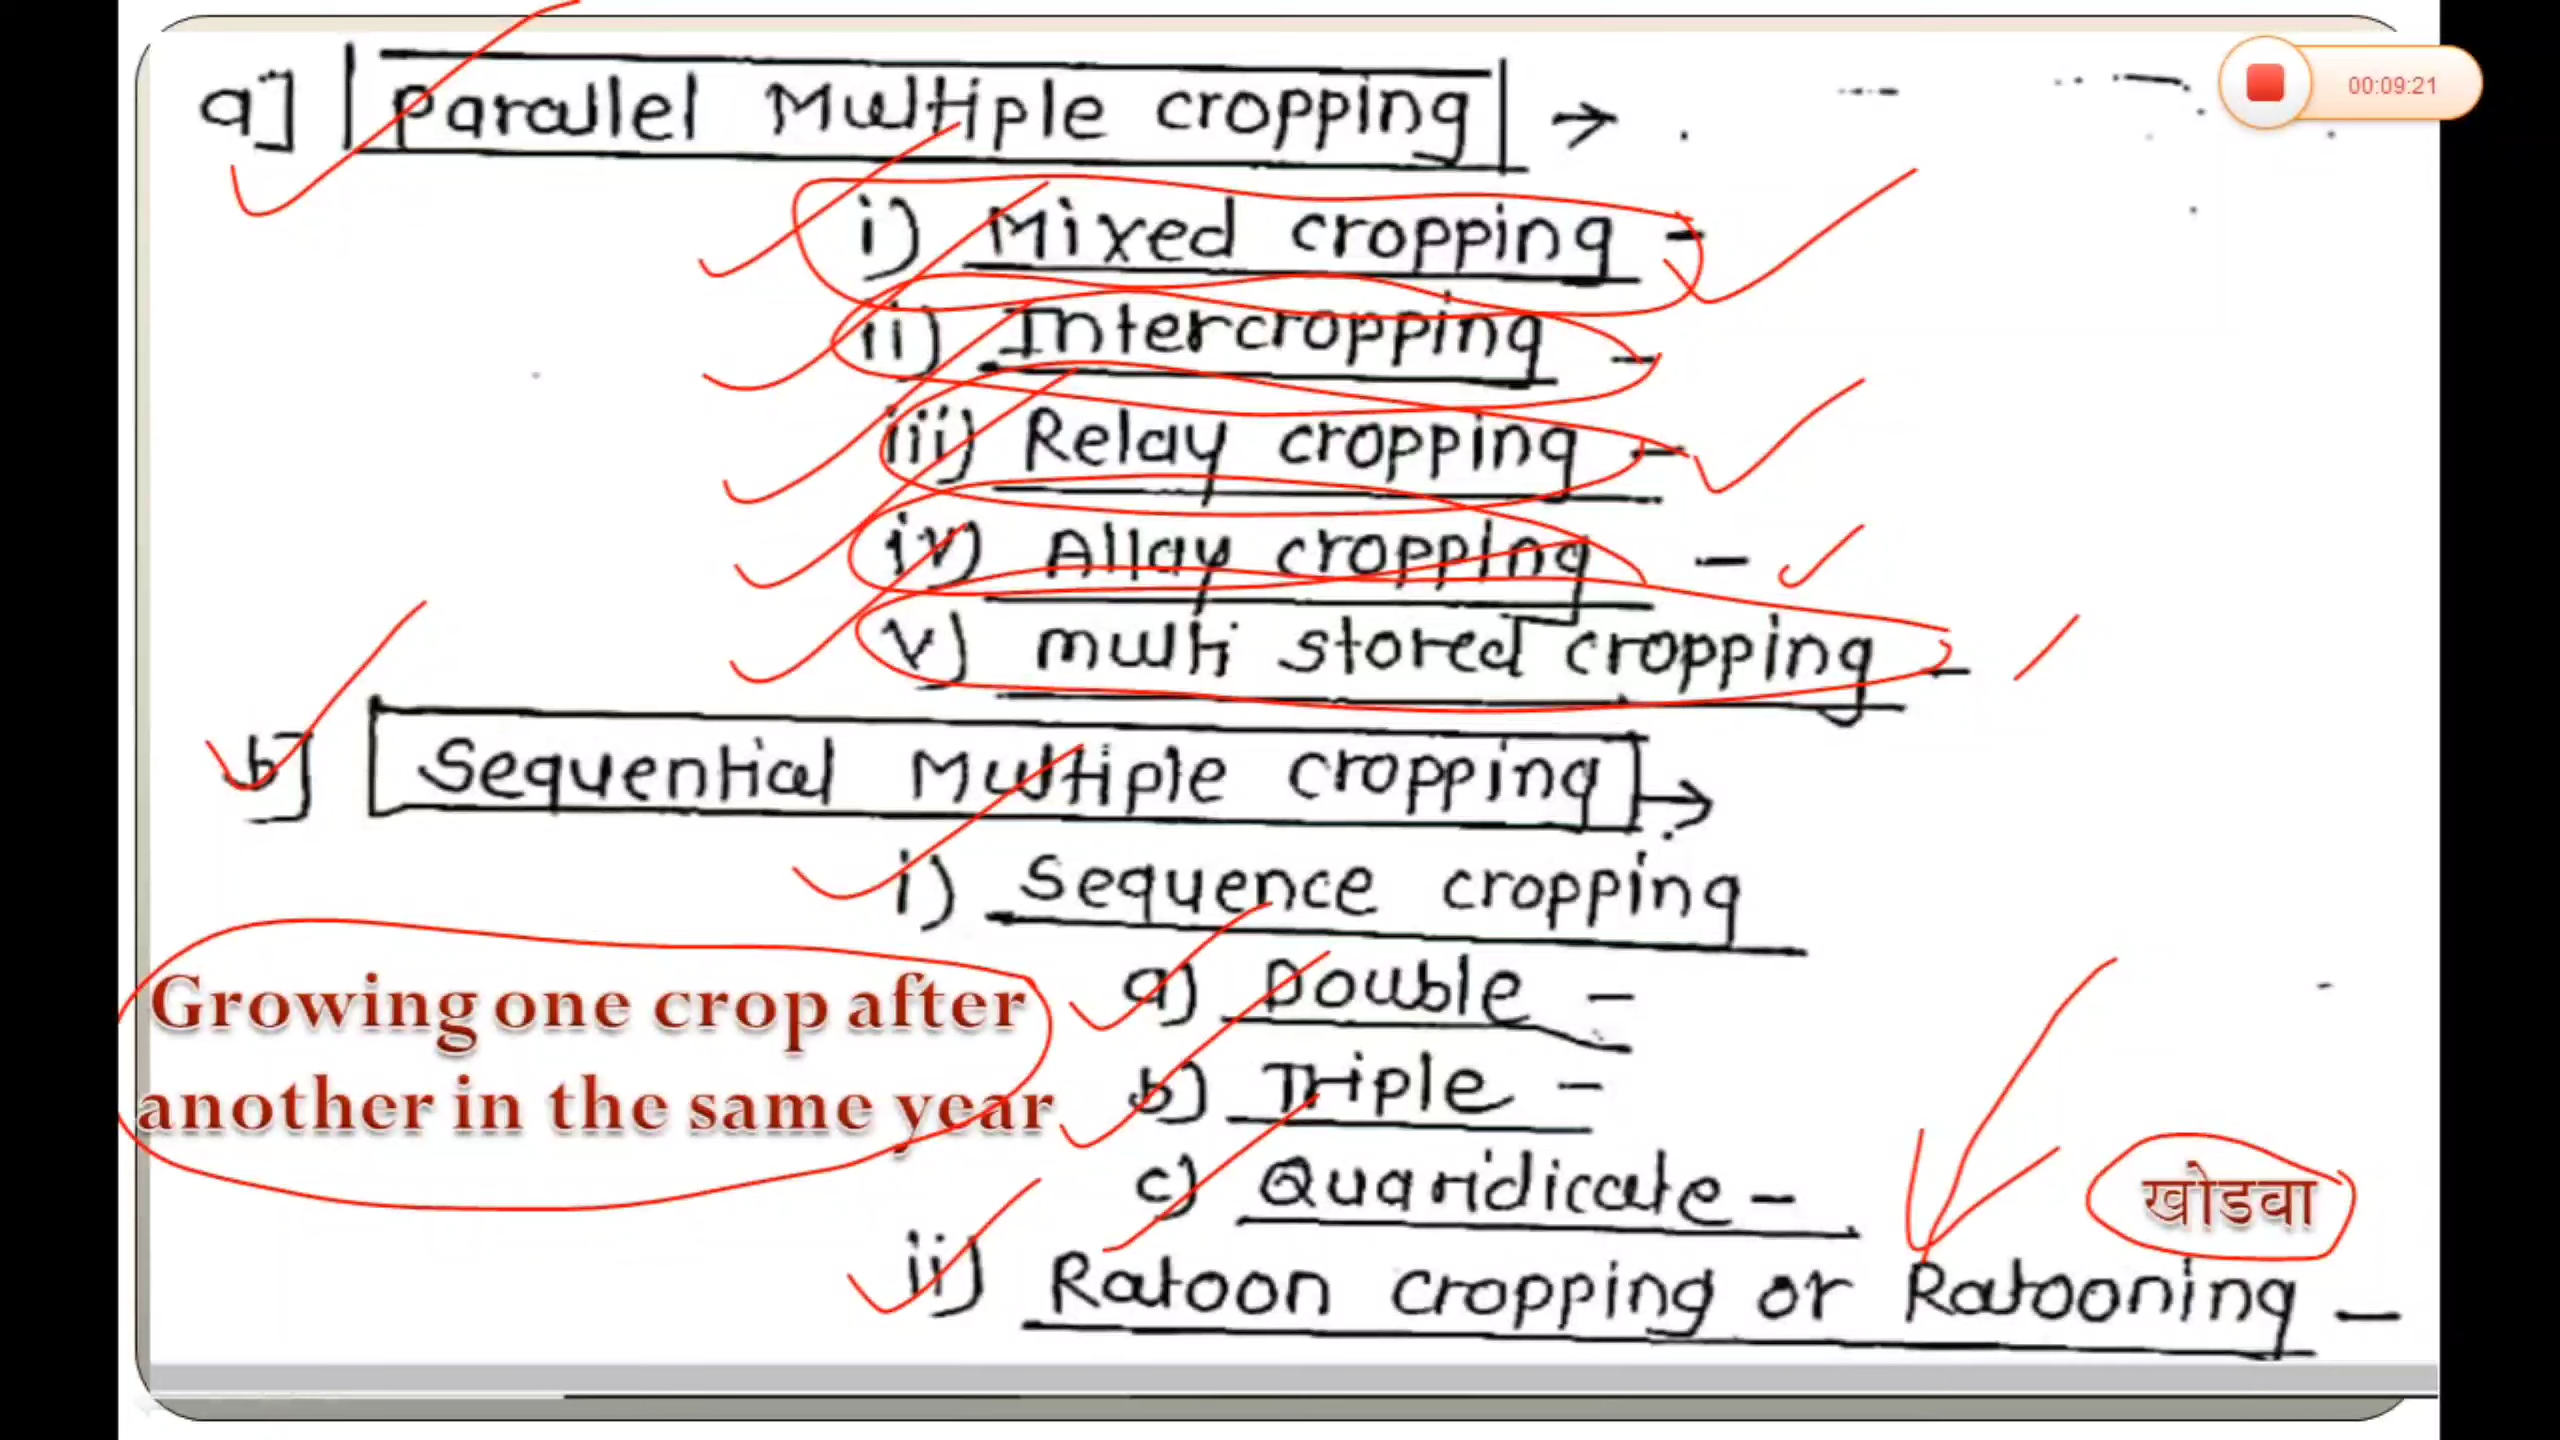 a] Parallel Multiple cropping →
00:09:21
i) Mixed cropping -
ii) Intercropping -
iii) Relay cropping -
iv) Allay cropping -
v) multi stored cropping -
b] Sequential Multiple cropping →
i) Sequence cropping
Growing one crop after
another in the same year
a) Double -
b) Triple -
c) Quaridicate -
खोडवा
ii) Ratoon cropping or Ratooning -